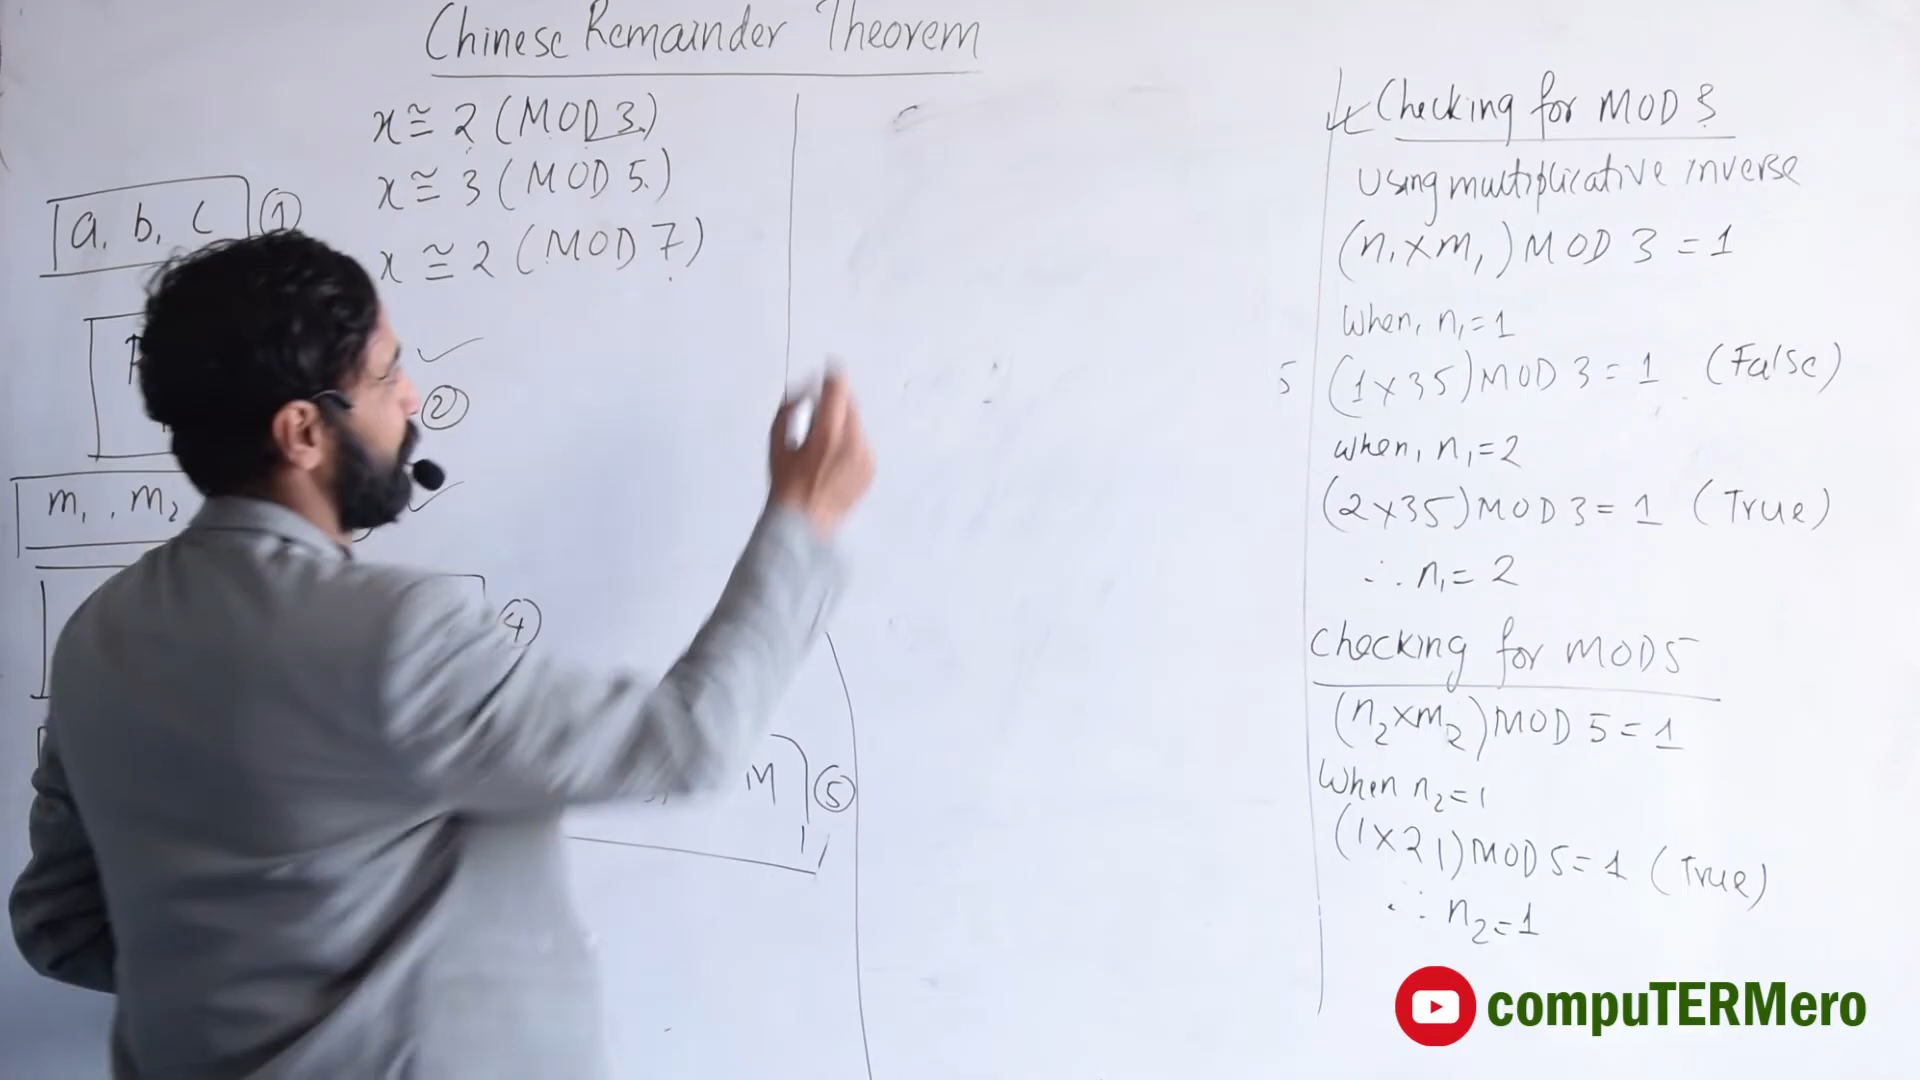 Chinese Remainder Theorem
x ≅ 2 (MOD 3)
x ≅ 3 (MOD 5)
x ≅ 2 (MOD 7)
a, b, c ①
②
m₁, m₂
④
M ⑤
Checking for MOD 3
Using multiplicative inverse
(n₁×m₁) MOD 3 = 1
When, n₁=1
5 (1×35) MOD 3 = 1 (False)
when, n₁=2
(2×35) MOD 3 = 1 (True)
∴ n₁= 2
Checking for MOD 5
(n₂×m₂) MOD 5 = 1
When n₂=1
(1×21) MOD 5 = 1 (True)
∴ n₂=1
compuTERMero